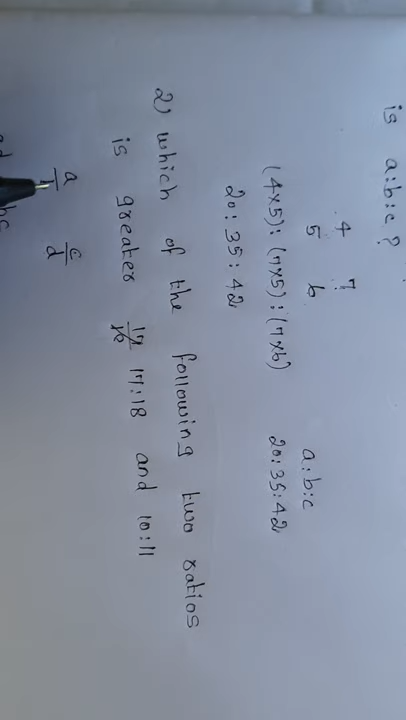 is a:b:c?
4 7
5 6
(4x5):(7x5):(7x6) a:b:c
20:35:42 20:35:42
2) which of the following two ratios
is greater 17:18 and 10:11
a c
d